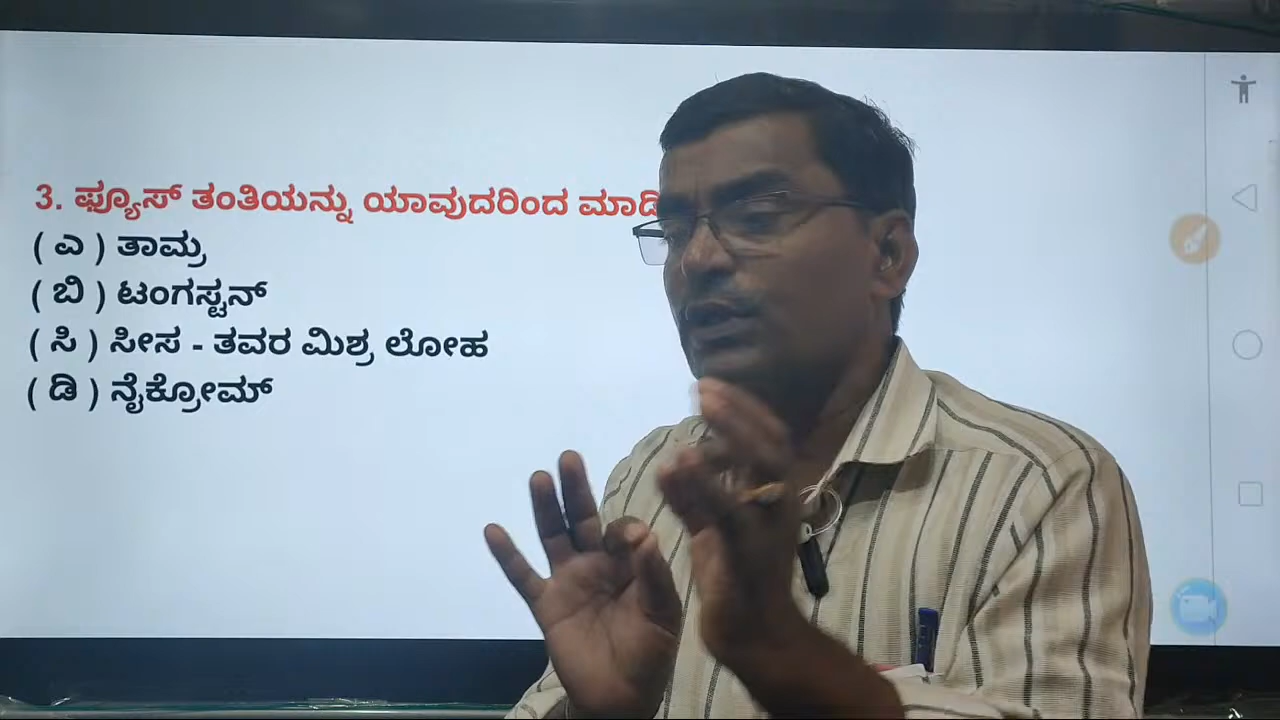 3. ಫ್ಯೂಸ್ ತಂತಿಯನ್ನು ಯಾವುದರಿಂದ
( ಎ ) ತಾಮ್ರ
( ಬಿ ) ಟಂಗಸ್ಟನ್
( ಸಿ ) ಸೀಸ - ತವರ ಮಿಶ್ರ ಲೋಹ
( ಡಿ ) ನೈಕ್ರೋಮ್